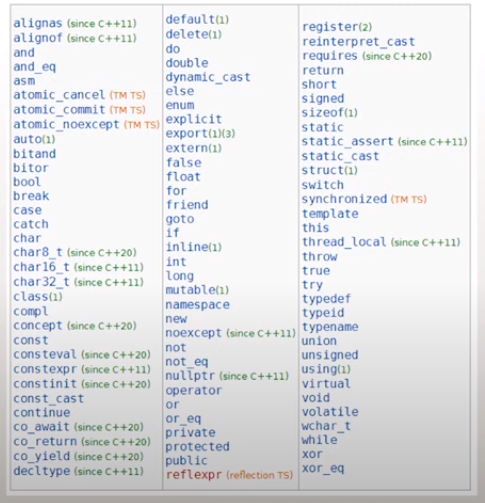 alignas (since C++11)
alignof (since C++11)
and
and_eq
asm
atomic_cancel (TM TS)
atomic_commit (TM TS)
atomic_noexcept (TM TS)
auto(1)
bitand
bitor
bool
break
case
catch
char
char8_t (since C++20)
char16_t (since C++11)
char32_t (since C++11)
class(1)
compl
concept (since C++20)
const
consteval (since C++20)
constexpr (since C++11)
constinit (since C++20)
const_cast
continue
co_await (since C++20)
co_return (since C++20)
co_yield (since C++20)
decltype (since C++11)
default(1)
delete(1)
do
double
dynamic_cast
else
enum
explicit
export(1)(3)
extern(1)
false
float
for
friend
goto
if
inline(1)
int
long
mutable(1)
namespace
new
noexcept (since C++11)
not
not_eq
nullptr (since C++11)
operator
or
or_eq
private
protected
public
reflexpr (reflection TS)
register(2)
reinterpret_cast
requires (since C++20)
return
short
signed
sizeof(1)
static
static_assert (since C++11)
static_cast
struct(1)
switch
synchronized (TM TS)
template
this
thread_local (since C++11)
throw
true
try
typedef
typeid
typename
union
unsigned
using(1)
virtual
void
volatile
wchar_t
while
xor
xor_eq